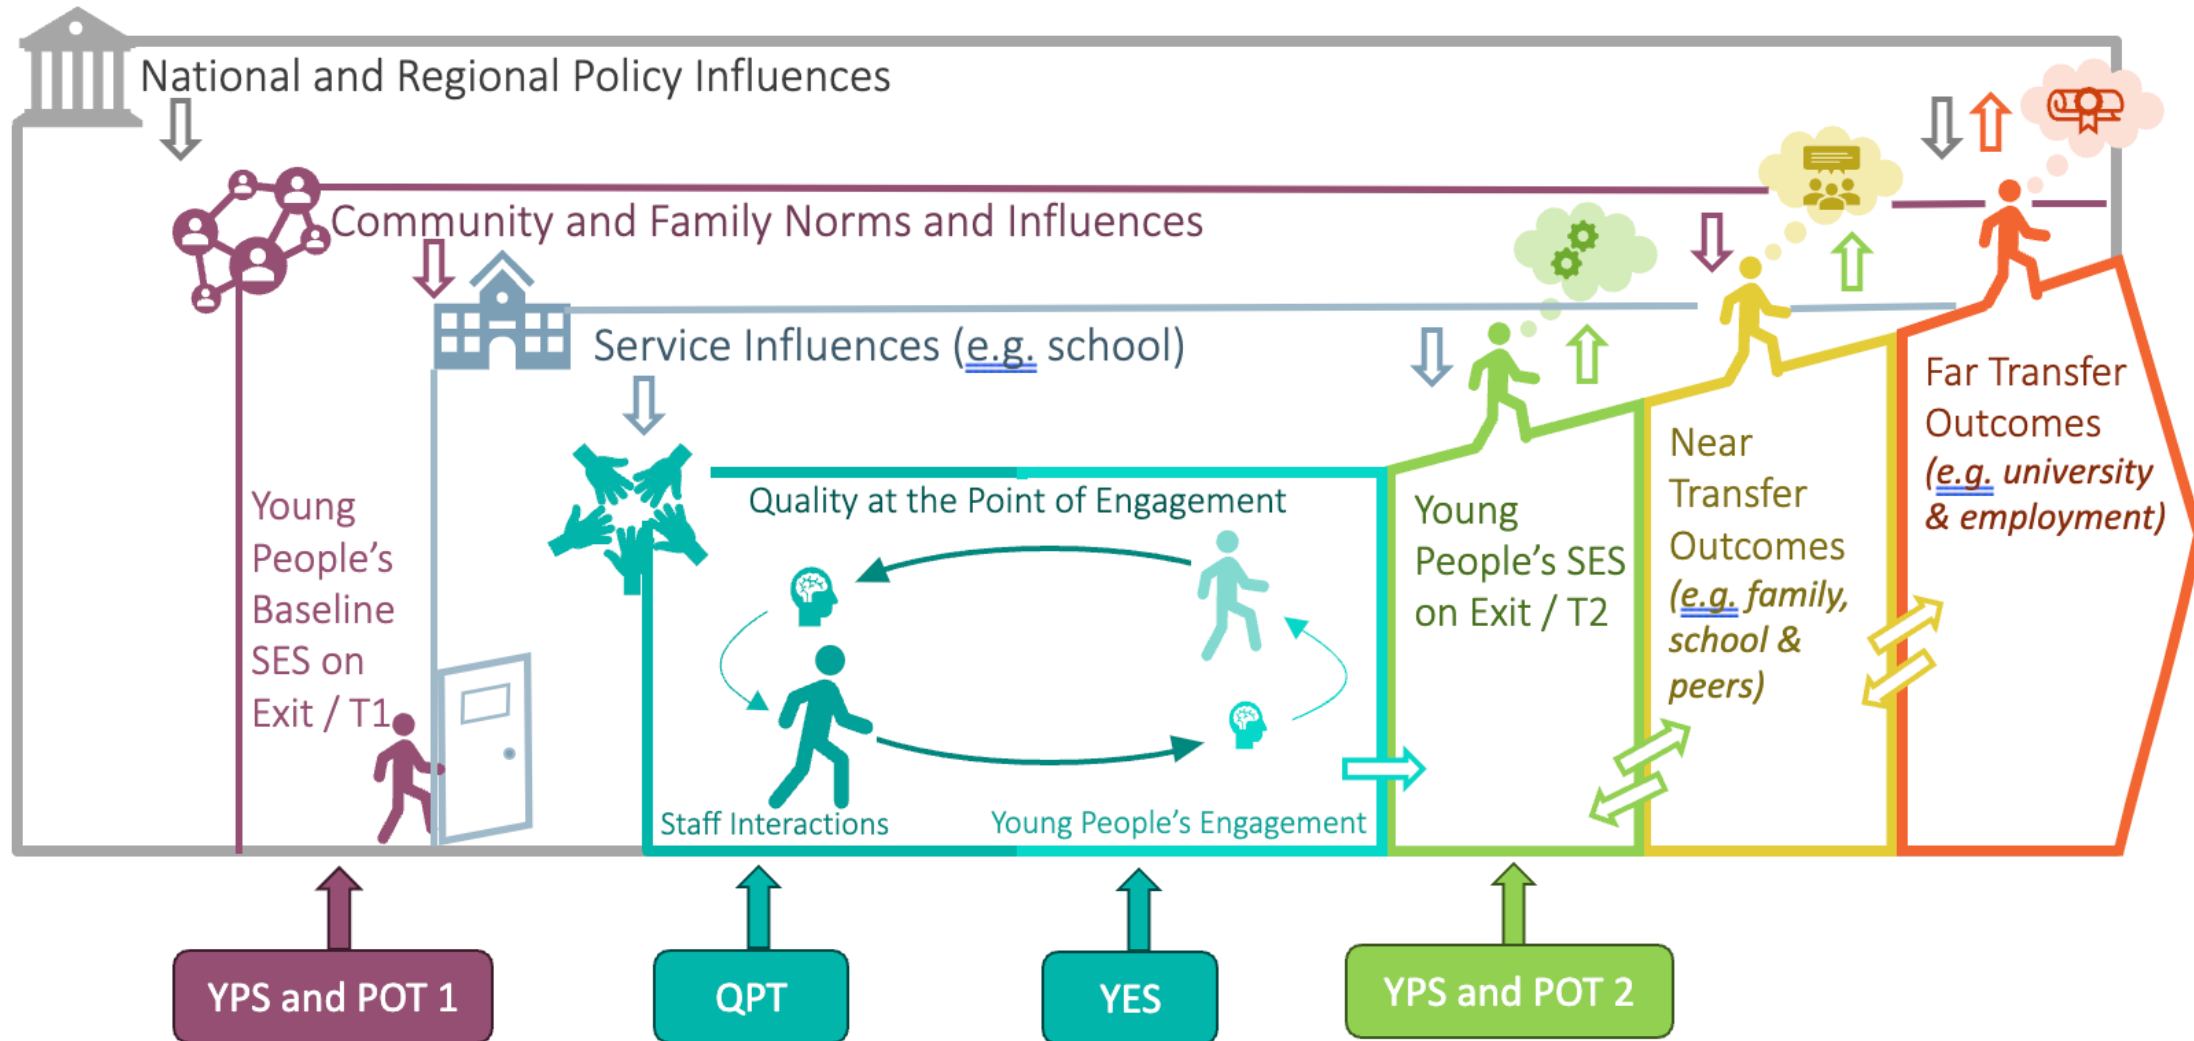 National and Regional Policy Influences
Community and Family Norms and Influences
Service Influences (e.g. school)
Young
People’s
Baseline
SES on
Exit / T1
Quality at the Point of Engagement
Staff Interactions
Young People’s Engagement
Young
People’s SES
on Exit / T2
Near
Transfer
Outcomes
(e.g. family,
school &
peers)
Far Transfer
Outcomes
(e.g. university
& employment)
YPS and POT 1
QPT
YES
YPS and POT 2